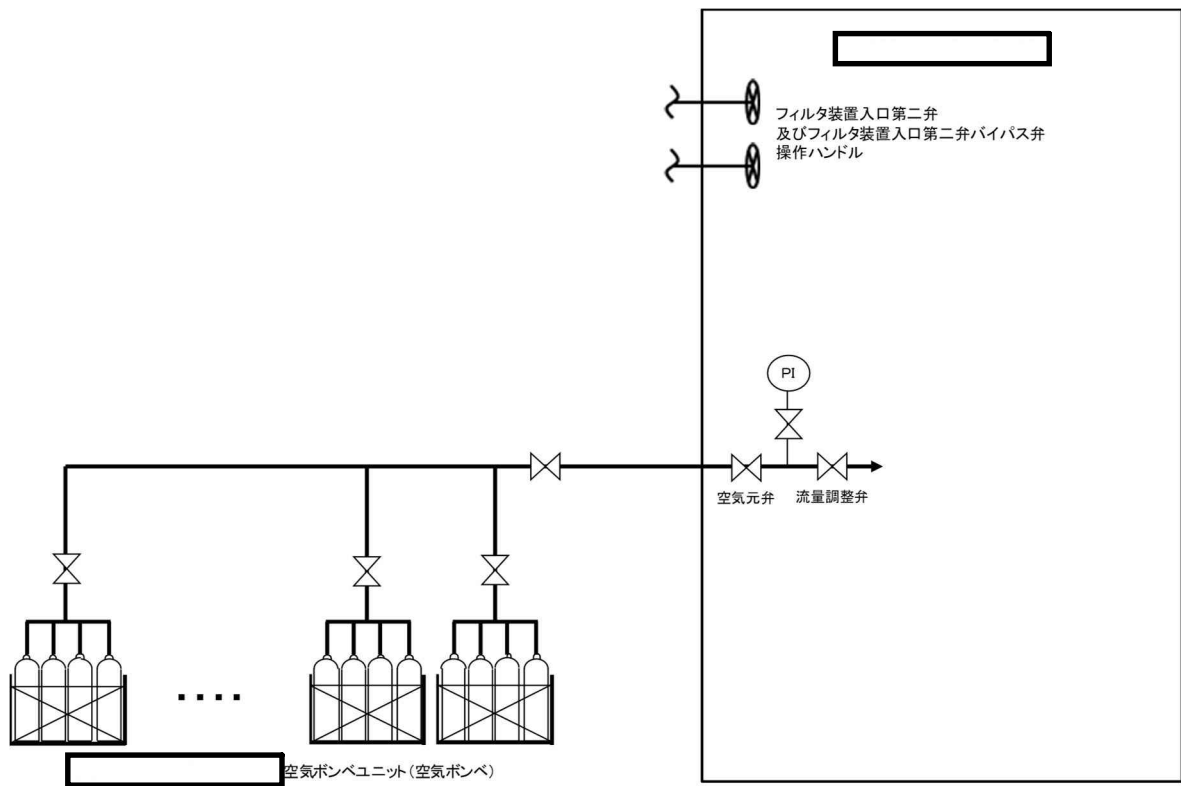 フィルタ装置入口第二弁
及びフィルタ装置入口第二弁バイパス弁
操作ハンドル
PI
空気元弁
流量調整弁
空気ボンベユニット(空気ボンベ)